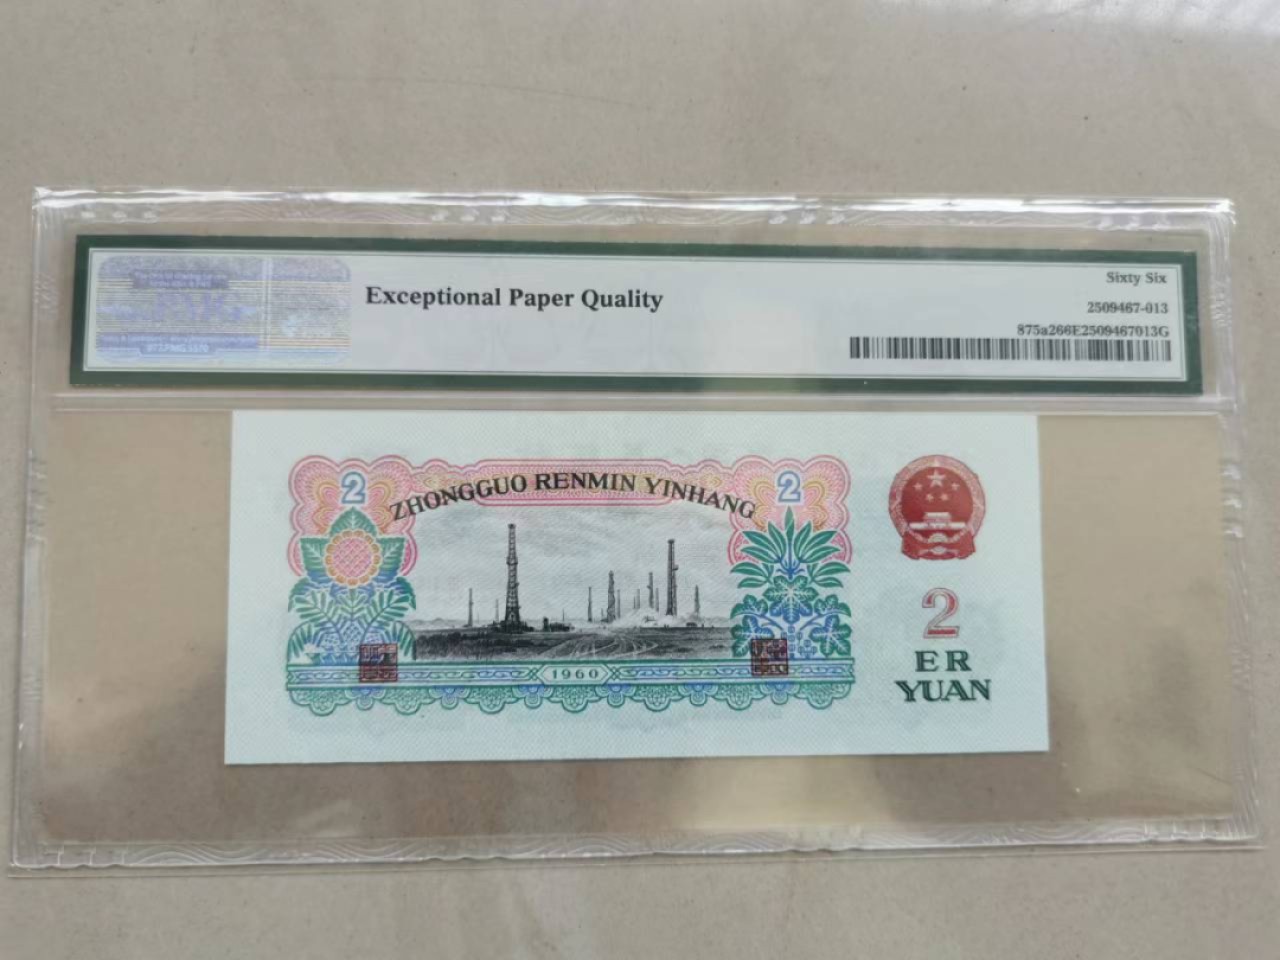 Exceptional Paper Quality
Sixty Six
2509467-013
875a266E2509467013G
2
ZHONGGUO RENMIN YINHANG
2
1960
2
ER
YUAN